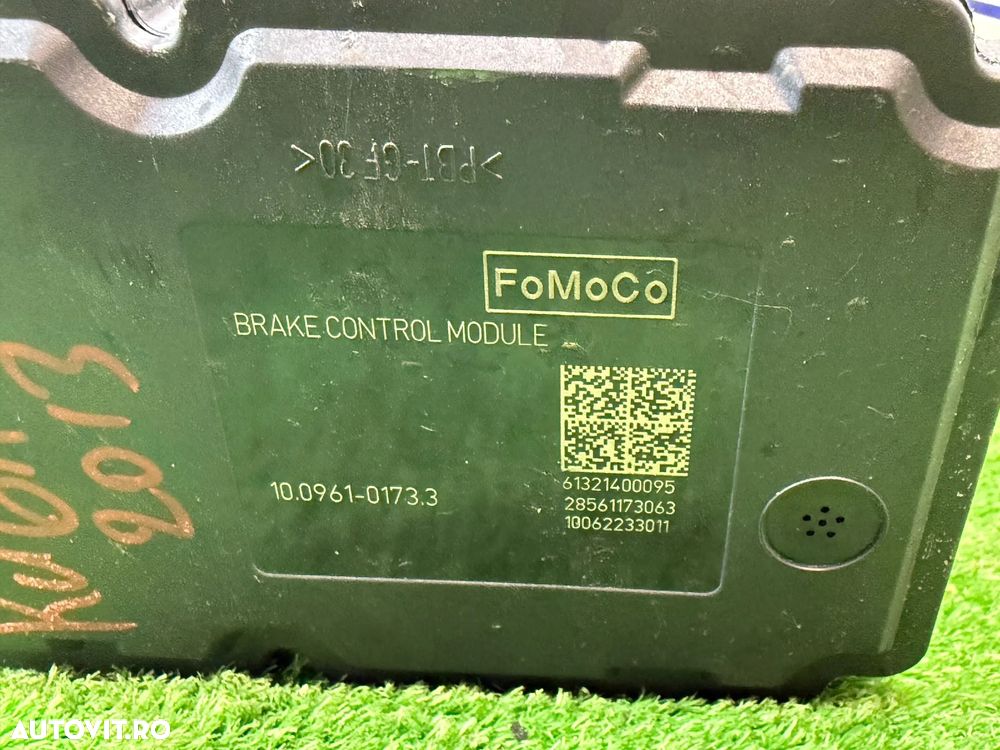 >PBT-GF30<
FoMoCo
BRAKE CONTROL MODULE
61321400095
10.0961-0173.3
28561173063
10062233011
2013
AUTOVIT.RO